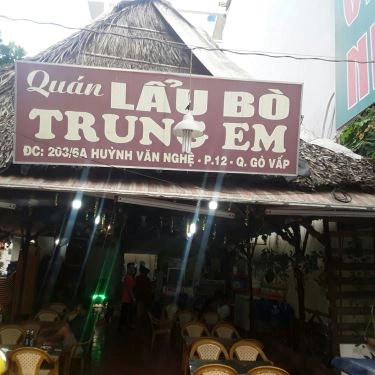 Quán LẨU BÒ
TRUNG EM
ĐC: 203/6A HUỲNH VĂN NGHỆ - P.12 - Q. GÒ VẤP